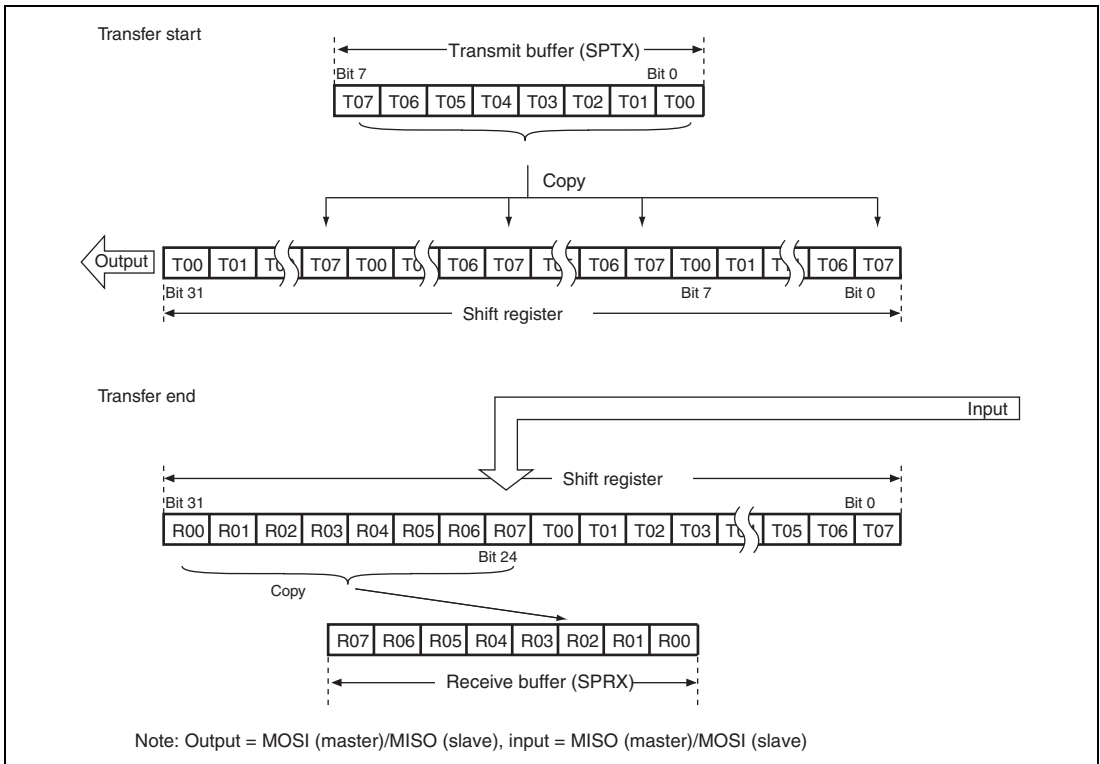 Transfer start
Transmit buffer (SPTX)
Bit 7 Bit 0
T07 T06 T05 T04 T03 T02 T01 T00
Copy
Output T00 T01 T07 T00 T06 T07 T06 T07 T00 T01 T06 T07
Bit 31 Bit 7 Bit 0
Shift register
Transfer end
Input
Shift register
Bit 31 Bit 0
R00 R01 R02 R03 R04 R05 R06 R07 T00 T01 T02 T03 T05 T06 T07
Bit 24
Copy
R07 R06 R05 R04 R03 R02 R01 R00
Receive buffer (SPRX)
Note: Output = MOSI (master)/MISO (slave), input = MISO (master)/MOSI (slave)